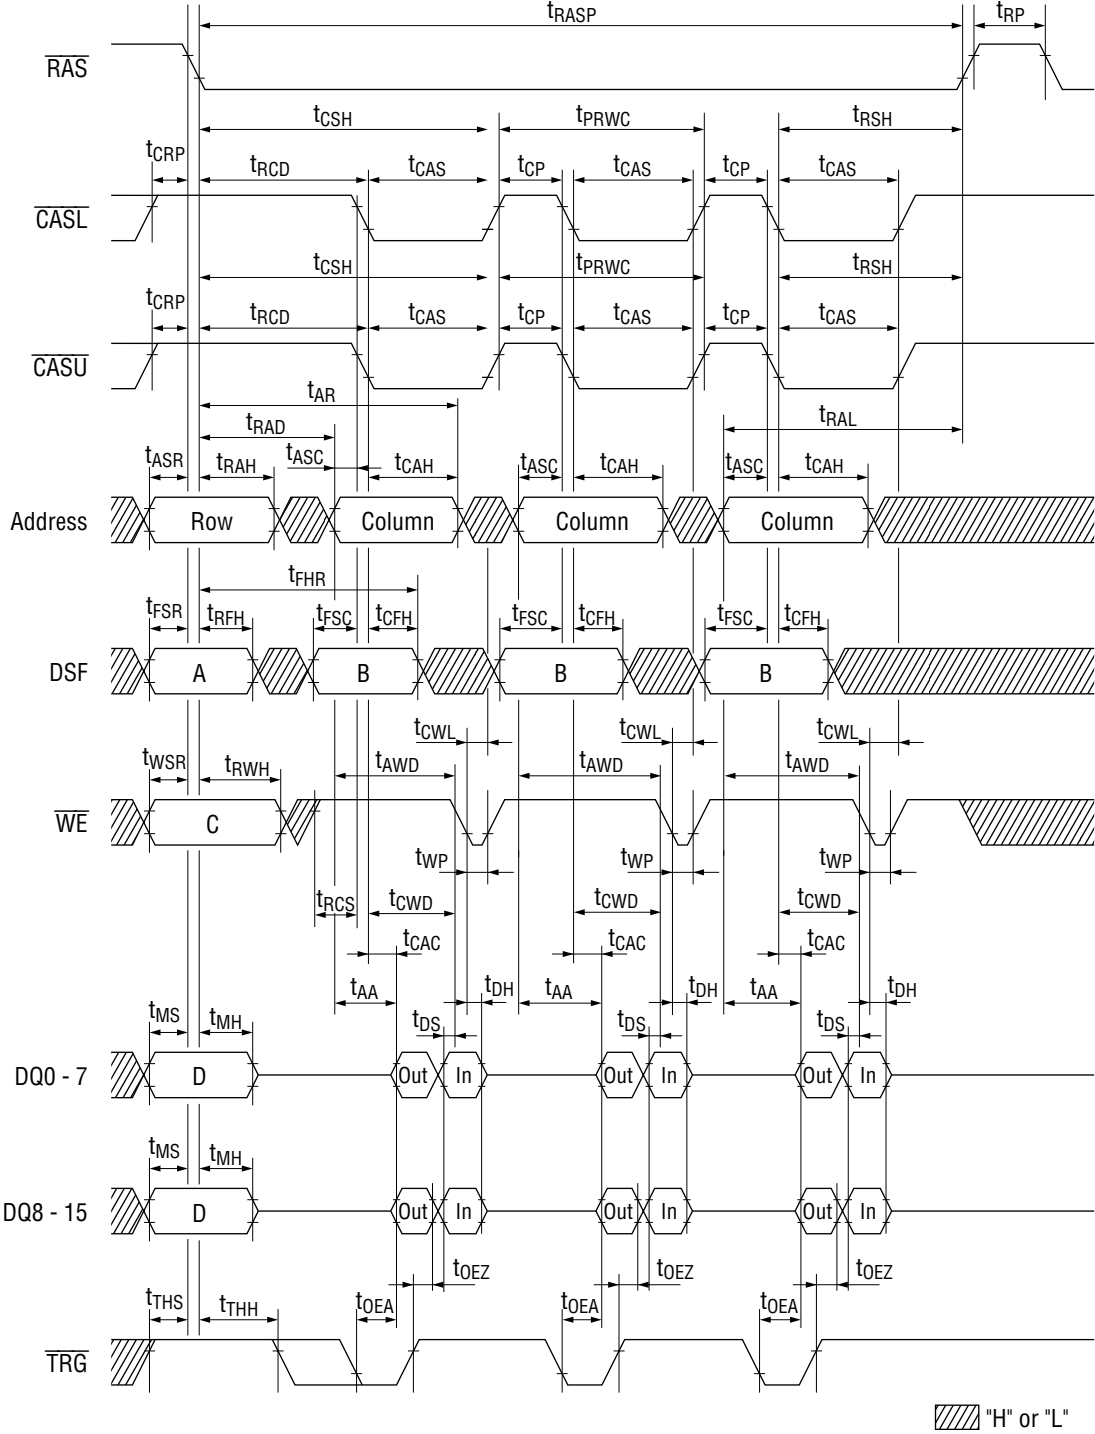 tRASP tRP
RAS
tCSH tPRWC tRSH
tCRP tRCD tCAS tCP tCAS tCP tCAS
CASL
tCSH tPRWC tRSH
tCRP tRCD tCAS tCP tCAS tCP tCAS
CASU
tAR
tRAD tRAL
tASR tRAH tASC tCAH tASC tCAH tASC tCAH
Address Row Column Column Column
tFHR
tFSR tRFH tFSC tCFH tFSC tCFH tFSC tCFH
DSF A B B B
tCWL tCWL tCWL
tWSR tRWH tAWD tAWD tAWD
WE C
tWP tWP tWP
tRCS tCWD tCWD tCWD
tCAC tCAC tCAC
tAA tDH tAA tDH tAA tDH
tMS tMH tDS tDS tDS
DQ0 - 7 D Out In Out In Out In
tMS tMH
DQ8 - 15 D Out In Out In Out In
tOEZ tOEZ tOEZ
tTHS tTHH tOEA tOEA tOEA
TRG
"H" or "L"